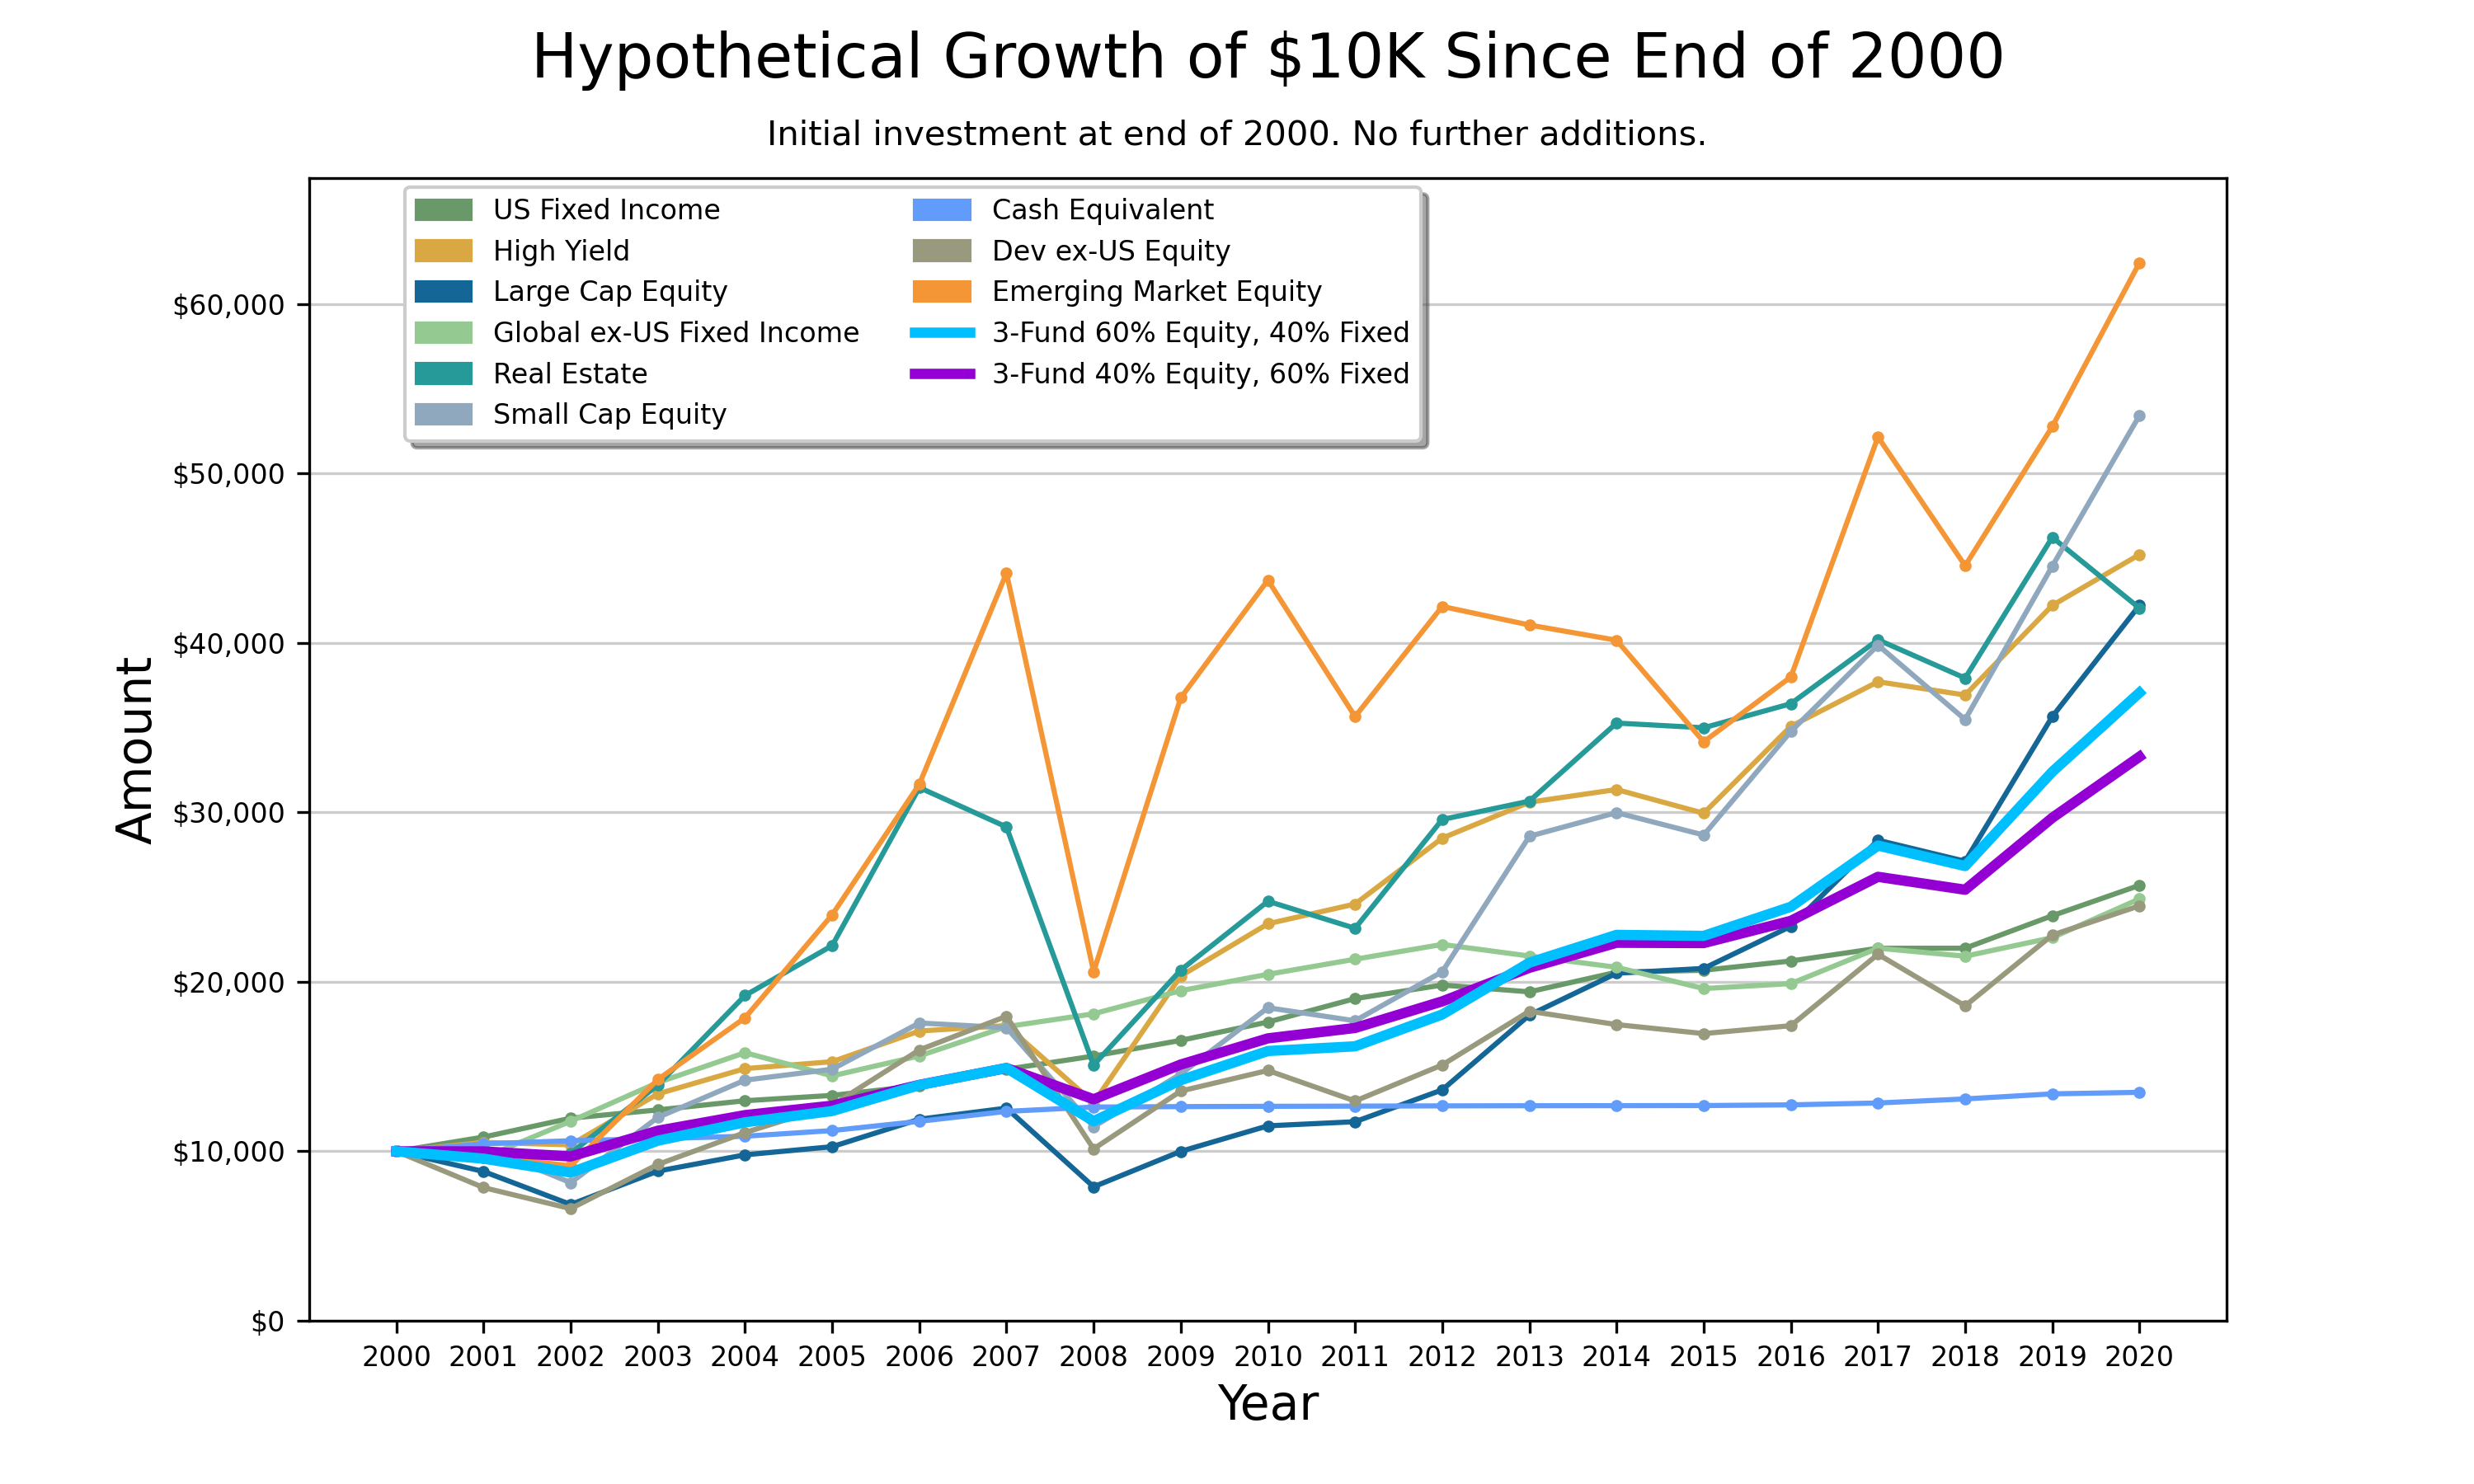 Hypothetical Growth of $10K Since End of 2000
Initial investment at end of 2000. No further additions.
US Fixed Income
High Yield
Large Cap Equity
Global ex-US Fixed Income
Real Estate
Small Cap Equity
Cash Equivalent
Dev ex-US Equity
Emerging Market Equity
3-Fund 60% Equity, 40% Fixed
3-Fund 40% Equity, 60% Fixed
$60,000
$50,000
$40,000
$30,000
$20,000
$10,000
$0
Amount
2000 2001 2002 2003 2004 2005 2006 2007 2008 2009 2010 2011 2012 2013 2014 2015 2016 2017 2018 2019 2020
Year